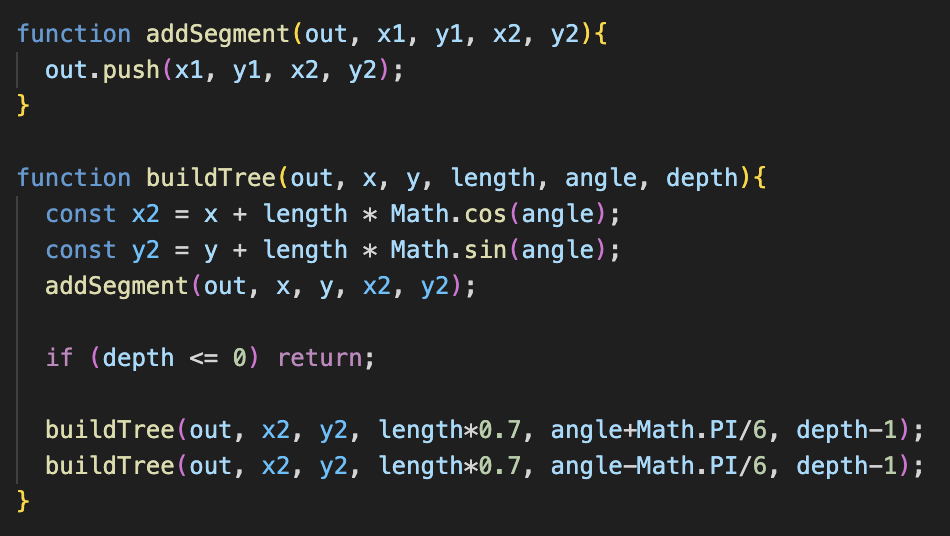 function addSegment(out, x1, y1, x2, y2){
  out.push(x1, y1, x2, y2);
}

function buildTree(out, x, y, length, angle, depth){
  const x2 = x + length * Math.cos(angle);
  const y2 = y + length * Math.sin(angle);
  addSegment(out, x, y, x2, y2);

  if (depth <= 0) return;

  buildTree(out, x2, y2, length*0.7, angle+Math.PI/6, depth-1);
  buildTree(out, x2, y2, length*0.7, angle-Math.PI/6, depth-1);
}